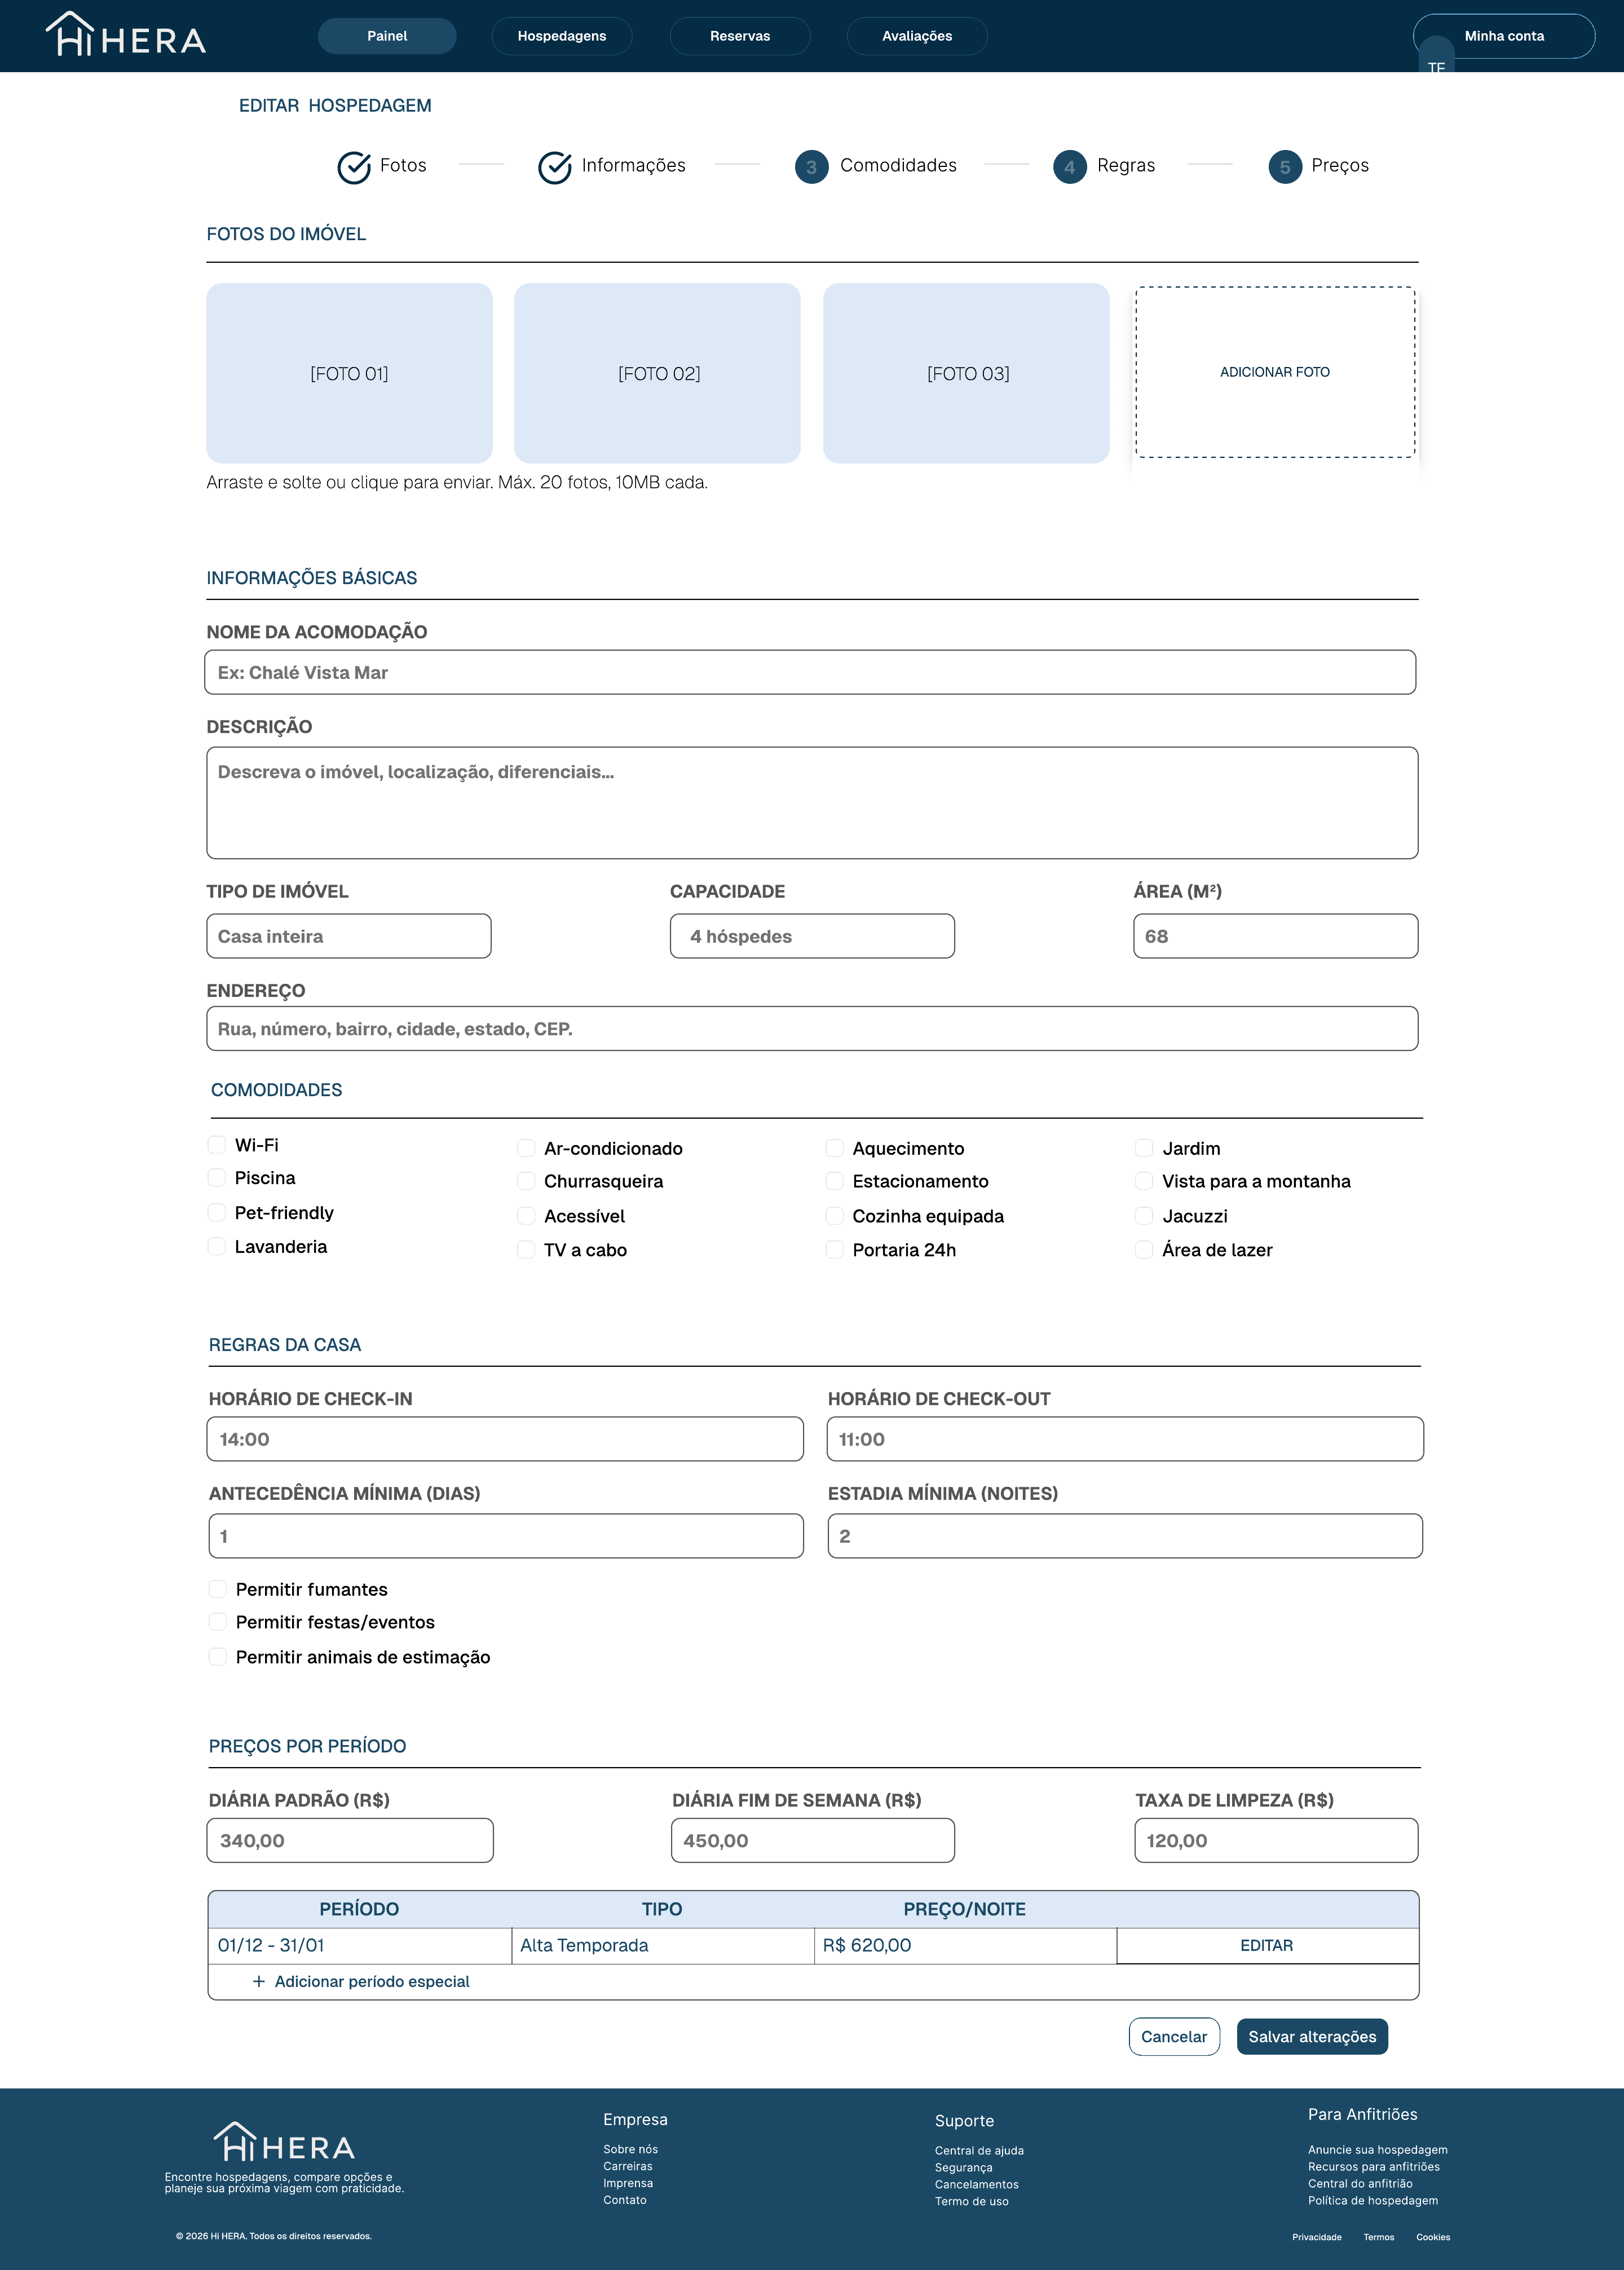 Hi HERA
Painel
Hospedagens
Reservas
Avaliações
Minha conta
TE
EDITAR HOSPEDAGEM
Fotos
Informações
3 Comodidades
4 Regras
5 Preços
FOTOS DO IMÓVEL
[FOTO 01]
[FOTO 02]
[FOTO 03]
ADICIONAR FOTO
Arraste e solte ou clique para enviar. Máx. 20 fotos, 10MB cada.
INFORMAÇÕES BÁSICAS
NOME DA ACOMODAÇÃO
Ex: Chalé Vista Mar
DESCRIÇÃO
Descreva o imóvel, localização, diferenciais...
TIPO DE IMÓVEL
CAPACIDADE
ÁREA (M²)
Casa inteira
4 hóspedes
68
ENDEREÇO
Rua, número, bairro, cidade, estado, CEP.
COMODIDADES
Wi-Fi
Piscina
Pet-friendly
Lavanderia
Ar-condicionado
Churrasqueira
Acessível
TV a cabo
Aquecimento
Estacionamento
Cozinha equipada
Portaria 24h
Jardim
Vista para a montanha
Jacuzzi
Área de lazer
REGRAS DA CASA
HORÁRIO DE CHECK-IN
HORÁRIO DE CHECK-OUT
14:00
11:00
ANTECEDÊNCIA MÍNIMA (DIAS)
ESTADIA MÍNIMA (NOITES)
1
2
Permitir fumantes
Permitir festas/eventos
Permitir animais de estimação
PREÇOS POR PERÍODO
DIÁRIA PADRÃO (R$)
DIÁRIA FIM DE SEMANA (R$)
TAXA DE LIMPEZA (R$)
340,00
450,00
120,00
PERÍODO
TIPO
PREÇO/NOITE
01/12 - 31/01
Alta Temporada
R$ 620,00
EDITAR
+ Adicionar período especial
Cancelar
Salvar alterações
Hi HERA
Encontre hospedagens, compare opções e
planeje sua próxima viagem com praticidade.
© 2026 Hi HERA. Todos os direitos reservados.
Empresa
Sobre nós
Carreiras
Imprensa
Contato
Suporte
Central de ajuda
Segurança
Cancelamentos
Termo de uso
Para Anfitriões
Anuncie sua hospedagem
Recursos para anfitriões
Central do anfitrião
Política de hospedagem
Privacidade
Termos
Cookies